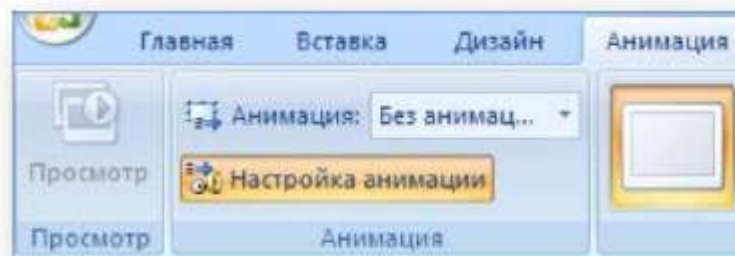 Главная Вставка Дизайн Анимация
Анимация: Без анимац...
Просмотр Настройка анимации
Просмотр Анимация